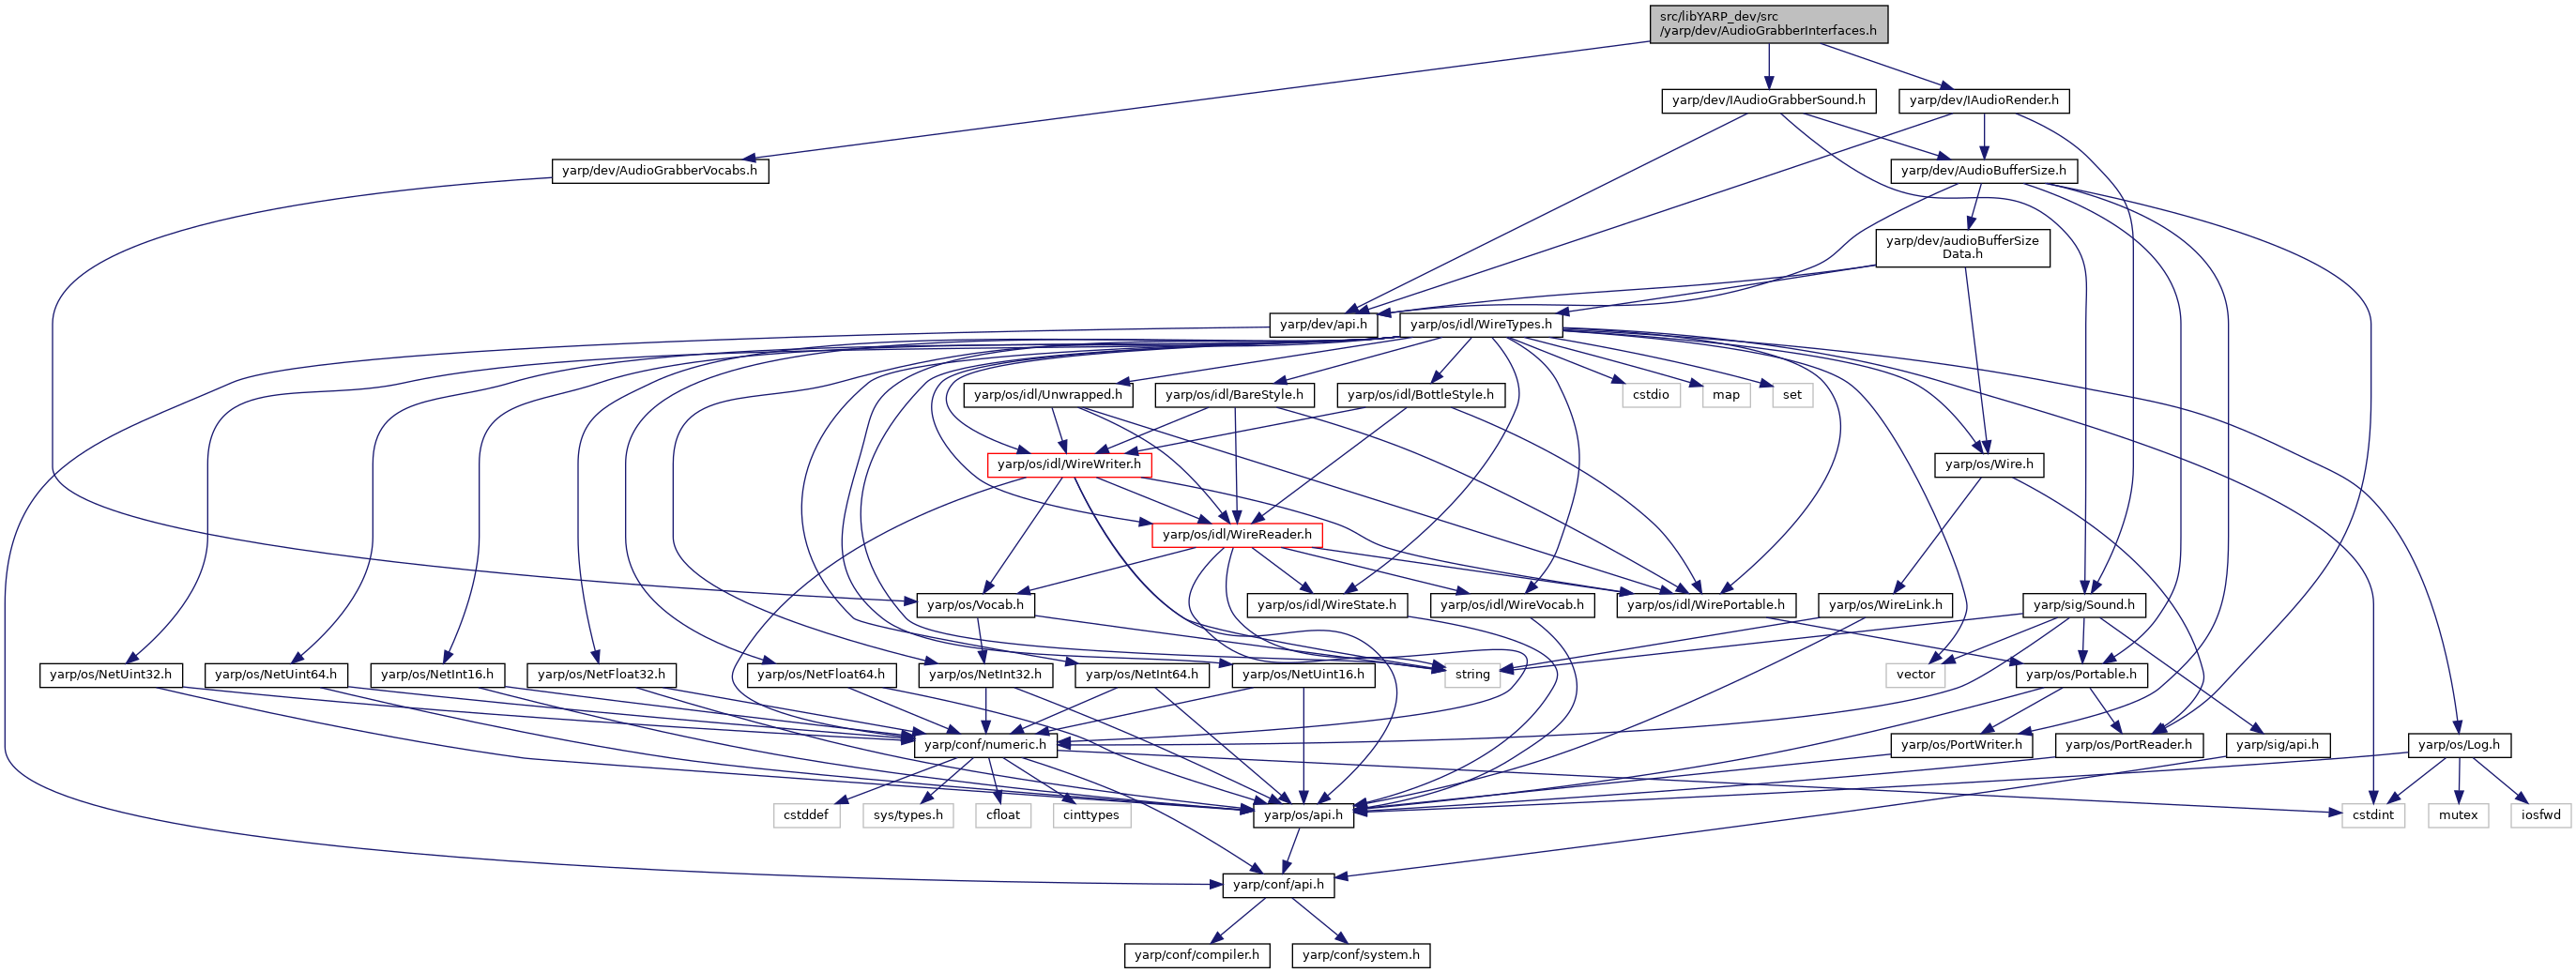 src/libYARP_dev/src
/yarp/dev/AudioGrabberInterfaces.h
yarp/dev/IAudioGrabberSound.h
yarp/dev/IAudioRender.h
yarp/dev/AudioGrabberVocabs.h
yarp/dev/AudioBufferSize.h
yarp/dev/audioBufferSize
Data.h
yarp/dev/api.h
yarp/os/idl/WireTypes.h
yarp/os/idl/Unwrapped.h
yarp/os/idl/BareStyle.h
yarp/os/idl/BottleStyle.h
cstdio
map
set
yarp/os/idl/WireWriter.h
yarp/os/Wire.h
yarp/os/idl/WireReader.h
yarp/os/Vocab.h
yarp/os/idl/WireState.h
yarp/os/idl/WireVocab.h
yarp/os/idl/WirePortable.h
yarp/os/WireLink.h
yarp/sig/Sound.h
yarp/os/NetUint32.h
yarp/os/NetUint64.h
yarp/os/NetInt16.h
yarp/os/NetFloat32.h
yarp/os/NetFloat64.h
yarp/os/NetInt32.h
yarp/os/NetInt64.h
yarp/os/NetUint16.h
string
vector
yarp/os/Portable.h
yarp/conf/numeric.h
yarp/os/PortWriter.h
yarp/os/PortReader.h
yarp/sig/api.h
yarp/os/Log.h
cstddef
sys/types.h
cfloat
cinttypes
yarp/os/api.h
cstdint
mutex
iosfwd
yarp/conf/api.h
yarp/conf/compiler.h
yarp/conf/system.h